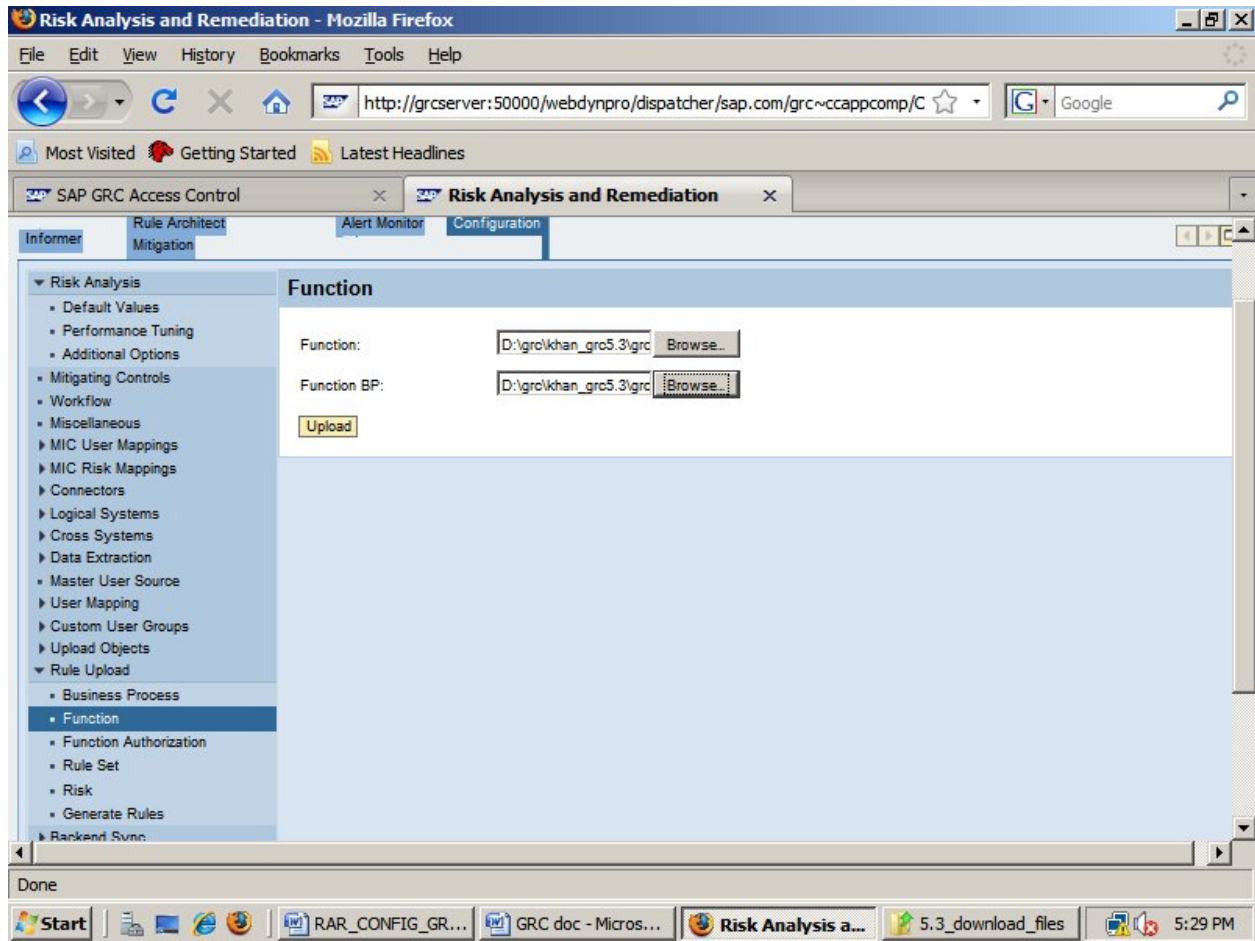 Risk Analysis and Remediation - Mozilla Firefox
File Edit View History Bookmarks Tools Help
SAP http://grcserver:50000/webdynpro/dispatcher/sap.com/grc~ccappcomp/C G Google
Most Visited Getting Started Latest Headlines
SAP SAP GRC Access Control SAP Risk Analysis and Remediation
Informer Rule Architect Mitigation Alert Monitor Configuration
Risk Analysis
Default Values
Performance Tuning
Additional Options
Mitigating Controls
Workflow
Miscellaneous
MIC User Mappings
MIC Risk Mappings
Connectors
Logical Systems
Cross Systems
Data Extraction
Master User Source
User Mapping
Custom User Groups
Upload Objects
Rule Upload
Business Process
Function
Function Authorization
Rule Set
Risk
Generate Rules
Backend Sync
Function
Function: D:\grc\khan_grc5.3\grc Browse...
Function BP: D:\grc\khan_grc5.3\grc Browse...
Upload
Done
Start RAR_CONFIG_GR... GRC doc - Micros... Risk Analysis a... 5.3_download_files 5:29 PM